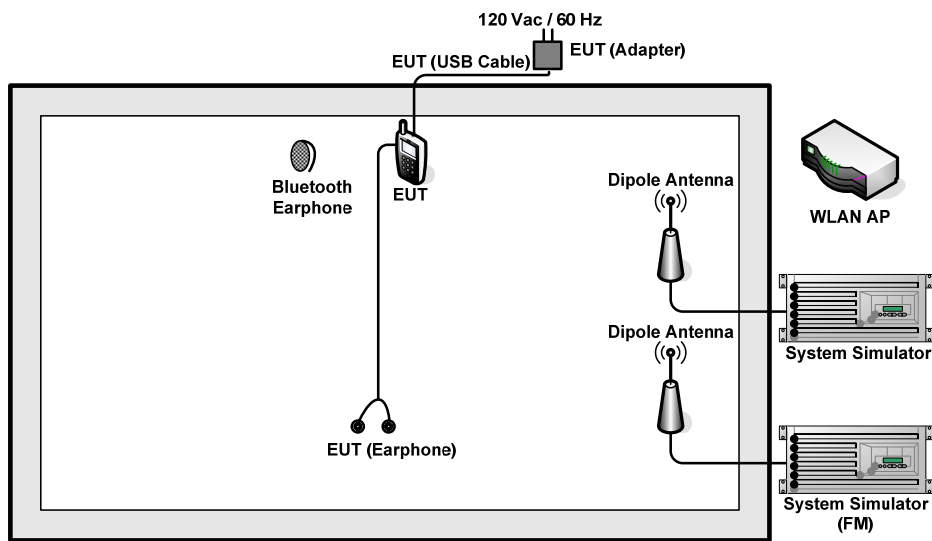 120 Vac / 60 Hz
EUT (Adapter)
EUT (USB Cable)
Bluetooth
Earphone
EUT
Dipole Antenna
WLAN AP
System Simulator
Dipole Antenna
EUT (Earphone)
System Simulator
(FM)